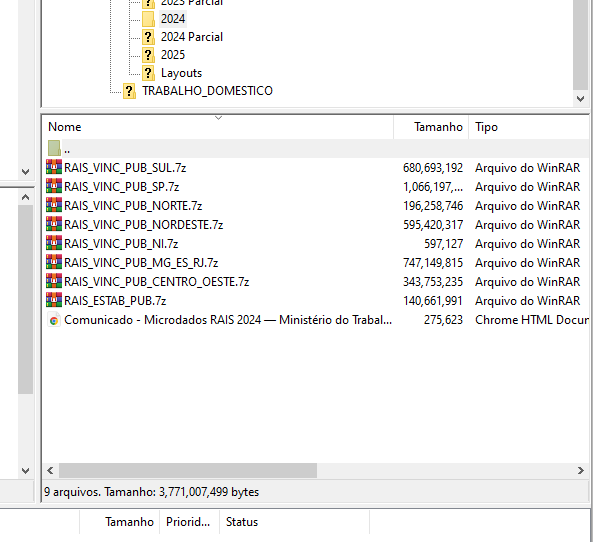 2023 Parcial
2024
2024 Parcial
2025
Layouts
TRABALHO_DOMESTICO
Nome Tamanho Tipo
..
RAIS_VINC_PUB_SUL.7z 680,693,192 Arquivo do WinRAR
RAIS_VINC_PUB_SP.7z 1,066,197,... Arquivo do WinRAR
RAIS_VINC_PUB_NORTE.7z 196,258,746 Arquivo do WinRAR
RAIS_VINC_PUB_NORDESTE.7z 595,420,317 Arquivo do WinRAR
RAIS_VINC_PUB_NI.7z 597,127 Arquivo do WinRAR
RAIS_VINC_PUB_MG_ES_RJ.7z 747,149,815 Arquivo do WinRAR
RAIS_VINC_PUB_CENTRO_OESTE.7z 343,753,235 Arquivo do WinRAR
RAIS_ESTAB_PUB.7z 140,661,991 Arquivo do WinRAR
Comunicado - Microdados RAIS 2024 — Ministério do Trabal... 275,623 Chrome HTML Docun
9 arquivos. Tamanho: 3,771,007,499 bytes
Tamanho Priorid... Status